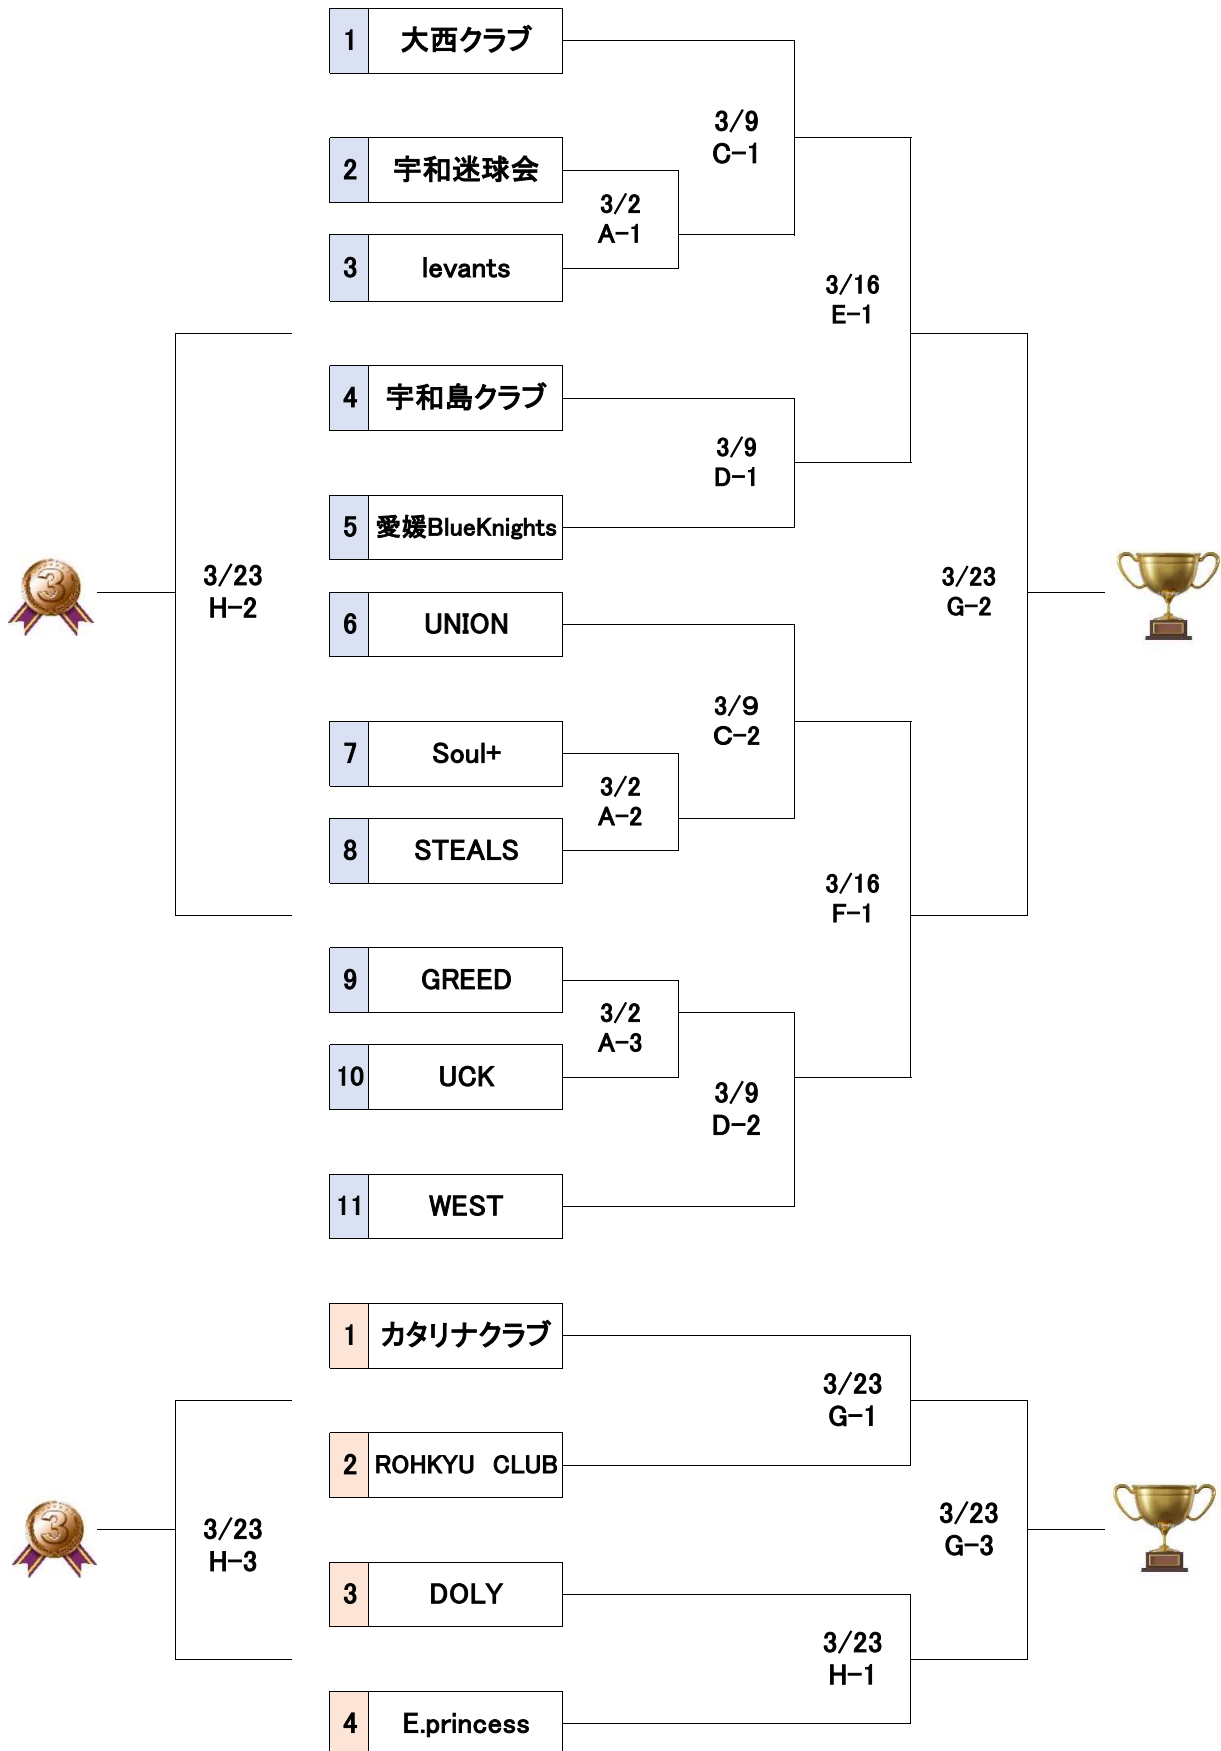 1 大西クラブ
3/9
C-1
2 宇和迷球会
3/2
A-1
3 levants
3/16
E-1
4 宇和島クラブ
3/9
D-1
5 愛媛BlueKnights
3
3/23
H-2
3/23
G-2
6 UNION
3/9
C-2
7 Soul+
3/2
A-2
8 STEALS
3/16
F-1
9 GREED
3/2
A-3
10 UCK
3/9
D-2
11 WEST
1 カタリナクラブ
3/23
G-1
2 ROHKYU CLUB
3
3/23
H-3
3/23
G-3
3 DOLY
3/23
H-1
4 E.princess